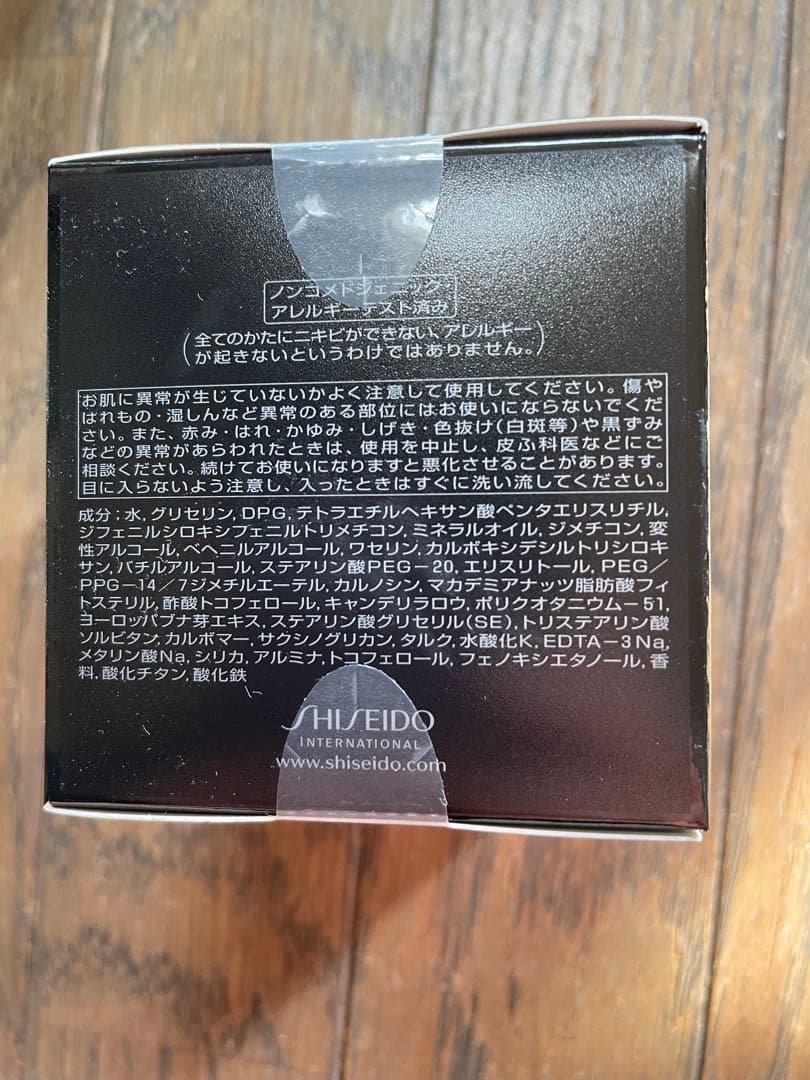 ノンコメドジェニック
アレルギーテスト済み
(全てのかたにニキビができない、アレルギー
が起きないというわけではありません。)
お肌に異常が生じていないかよく注意して使用してください。傷や
はれもの・湿しんなど異常のある部位にはお使いにならないでくだ
さい。また、赤み・はれ・かゆみ・しげき・色抜け(白斑等)や黒ずみ
などの異常があらわれたときは、使用を中止し、皮ふ科医などにご
相談ください。続けてお使いになりますと悪化させることがあります。
目に入らないよう注意し、入ったときはすぐに洗い流してください。
成分;水,グリセリン,DPG,テトラエチルヘキサン酸ペンタエリスリチル,
ジフェニルシロキシフェニルトリメチコン,ミネラルオイル,ジメチコン,変
性アルコール,ベヘニルアルコール,ワセリン,カルボキシデシルトリシロキ
サン,バチルアルコール,ステアリン酸PEG-20,エリスリトール,PEG/
PPG-14/7ジメチルエーテル,カルノシン,マカデミアナッツ脂肪酸フィ
トステリル,酢酸トコフェロール,キャンデリラロウ,ポリクオタニウム-51,
ヨーロッパブナ芽エキス,ステアリン酸グリセリル(SE),トリステアリン酸
ソルビタン,カルボマー,サクシノグリカン,タルク,水酸化K,EDTA-3Na,
メタリン酸Na,シリカ,アルミナ,トコフェロール,フェノキシエタノール,香
料,酸化チタン,酸化鉄
SHISEIDO
INTERNATIONAL
www.shiseido.com